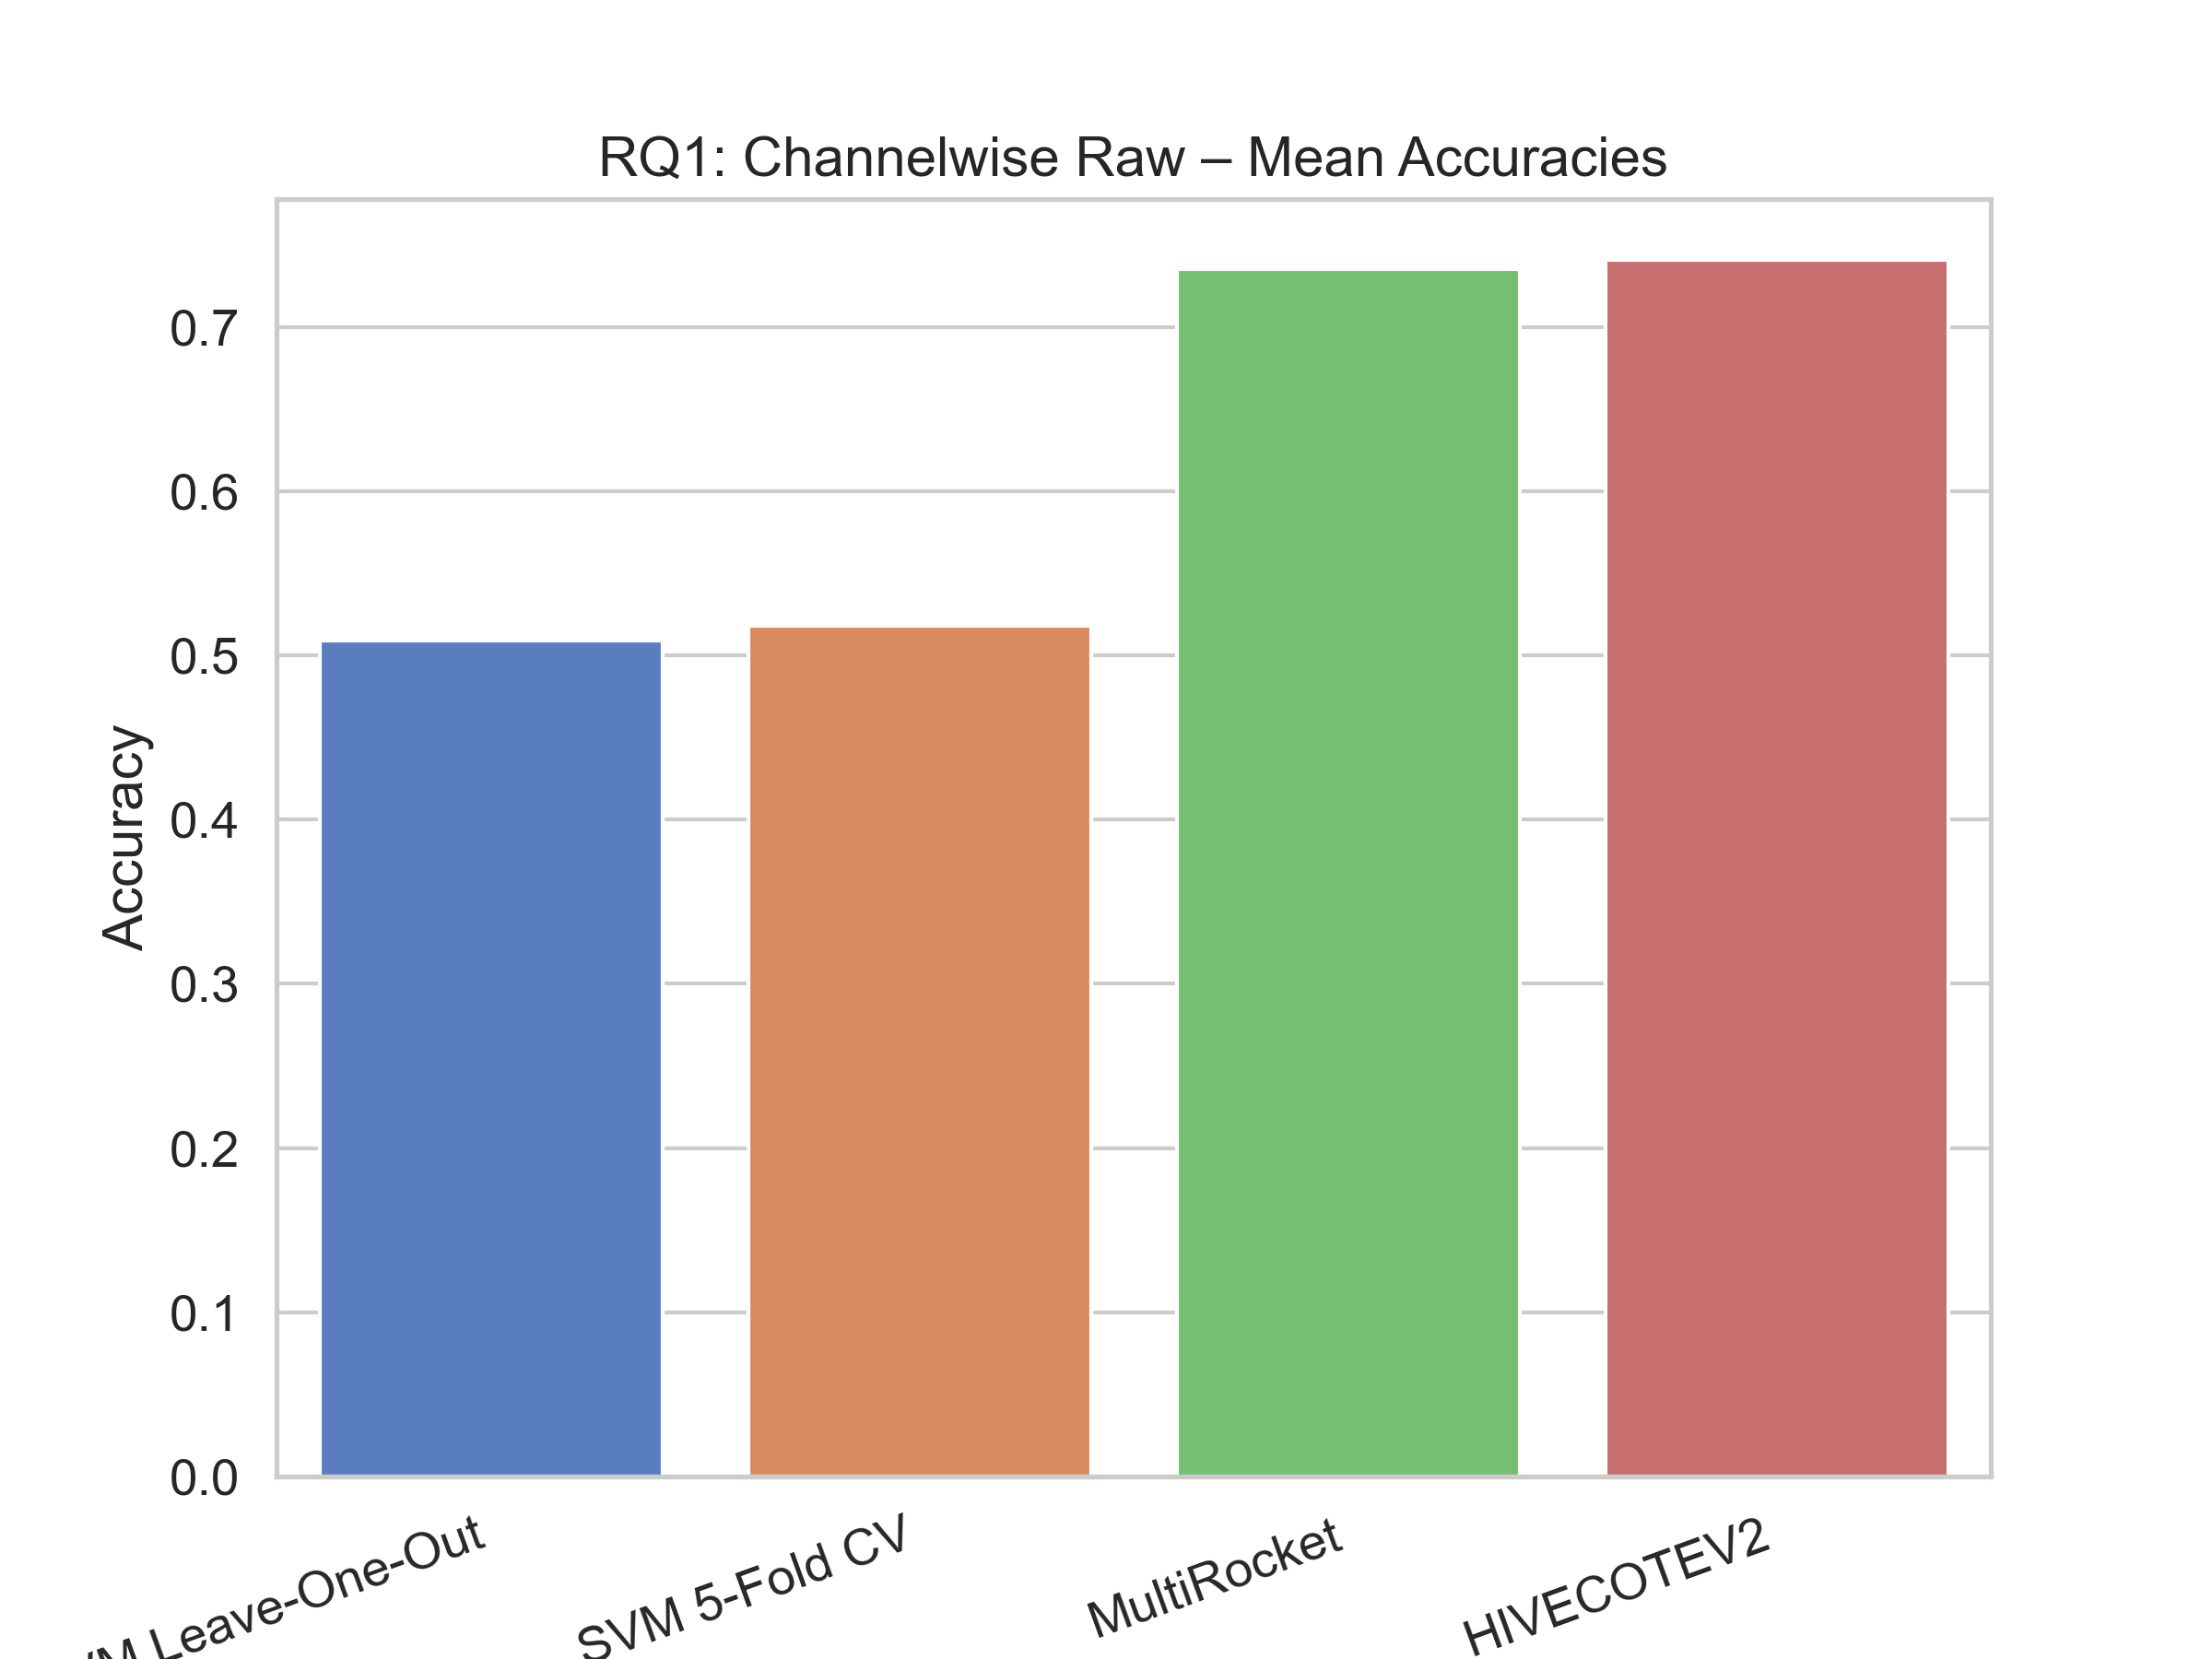 RQ1: Channelwise Raw – Mean Accuracies
Accuracy
0.7
0.6
0.5
0.4
0.3
0.2
0.1
0.0
Leave-One-Out
SVM 5-Fold CV
MultiRocket
HIVECOTEV2